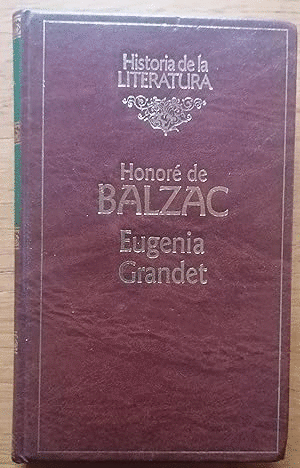 Historia de la
LITERATURA
Honoré de
BALZAC
Eugenia
Grandet